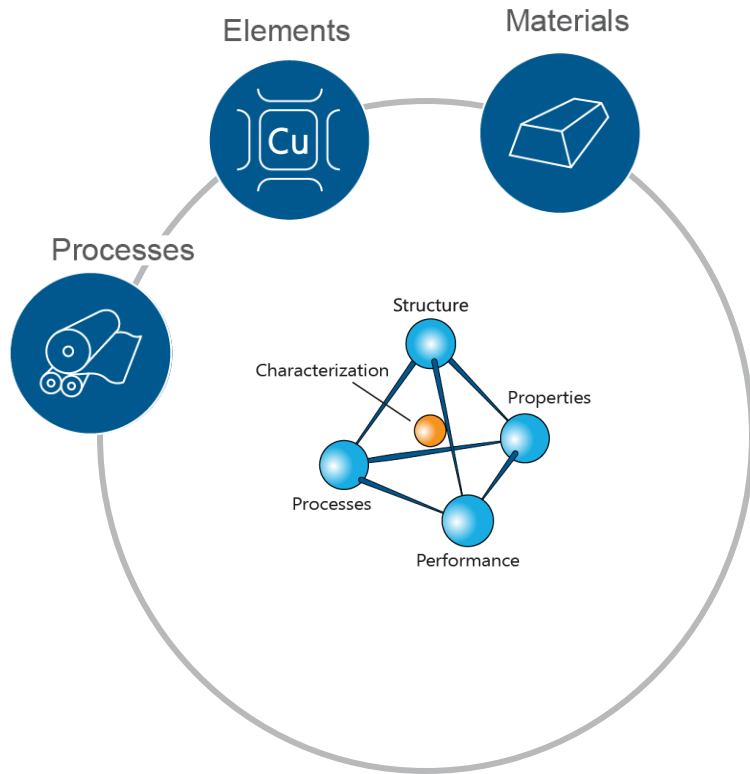 Materials
Elements
Cu
Processes
Structure
Characterization
Properties
Processes
Performance